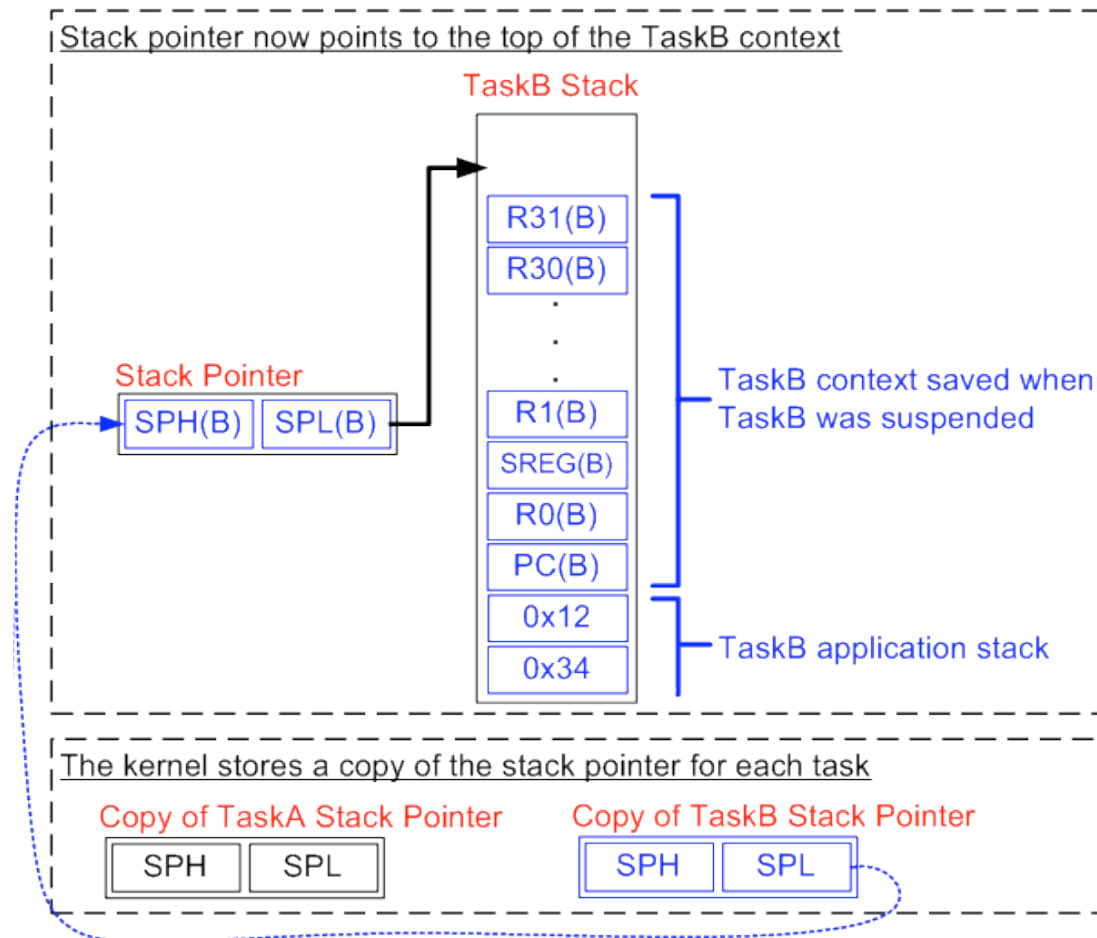 Stack pointer now points to the top of the TaskB context
TaskB Stack
R31(B)
R30(B)
.
.
.
Stack Pointer
SPH(B) SPL(B)
R1(B)
SREG(B)
R0(B)
PC(B)
0x12
0x34
TaskB context saved when
TaskB was suspended
TaskB application stack
The kernel stores a copy of the stack pointer for each task
Copy of TaskA Stack Pointer
SPH SPL
Copy of TaskB Stack Pointer
SPH SPL